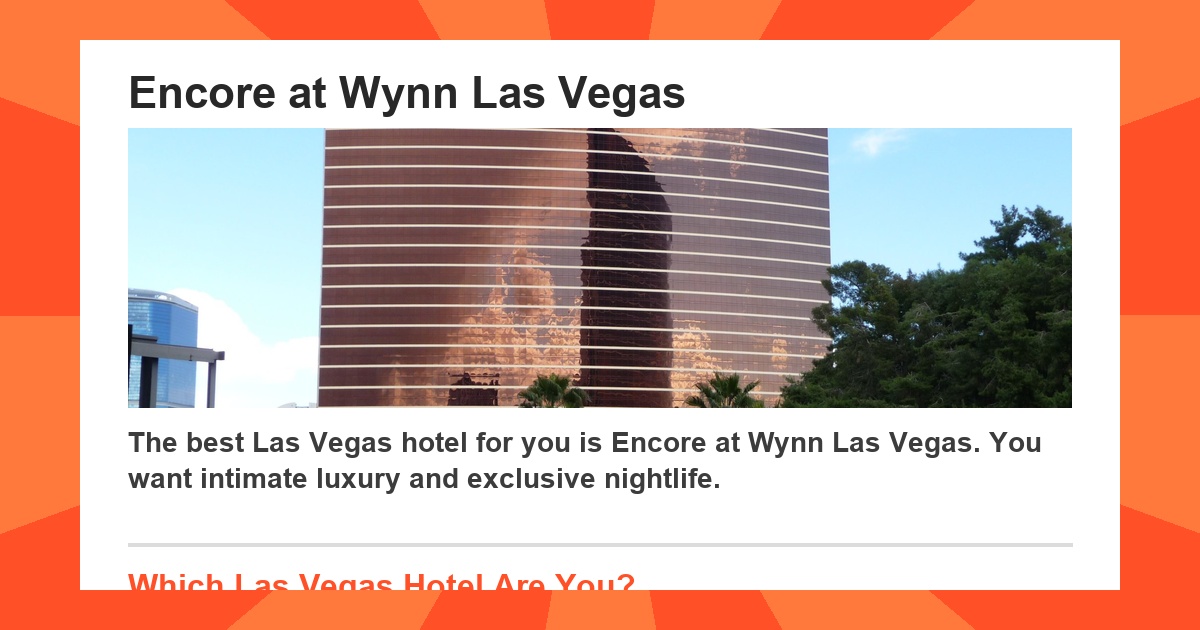 Encore at Wynn Las Vegas
The best Las Vegas hotel for you is Encore at Wynn Las Vegas. You
want intimate luxury and exclusive nightlife.
Which Las Vegas Hotel Are You?